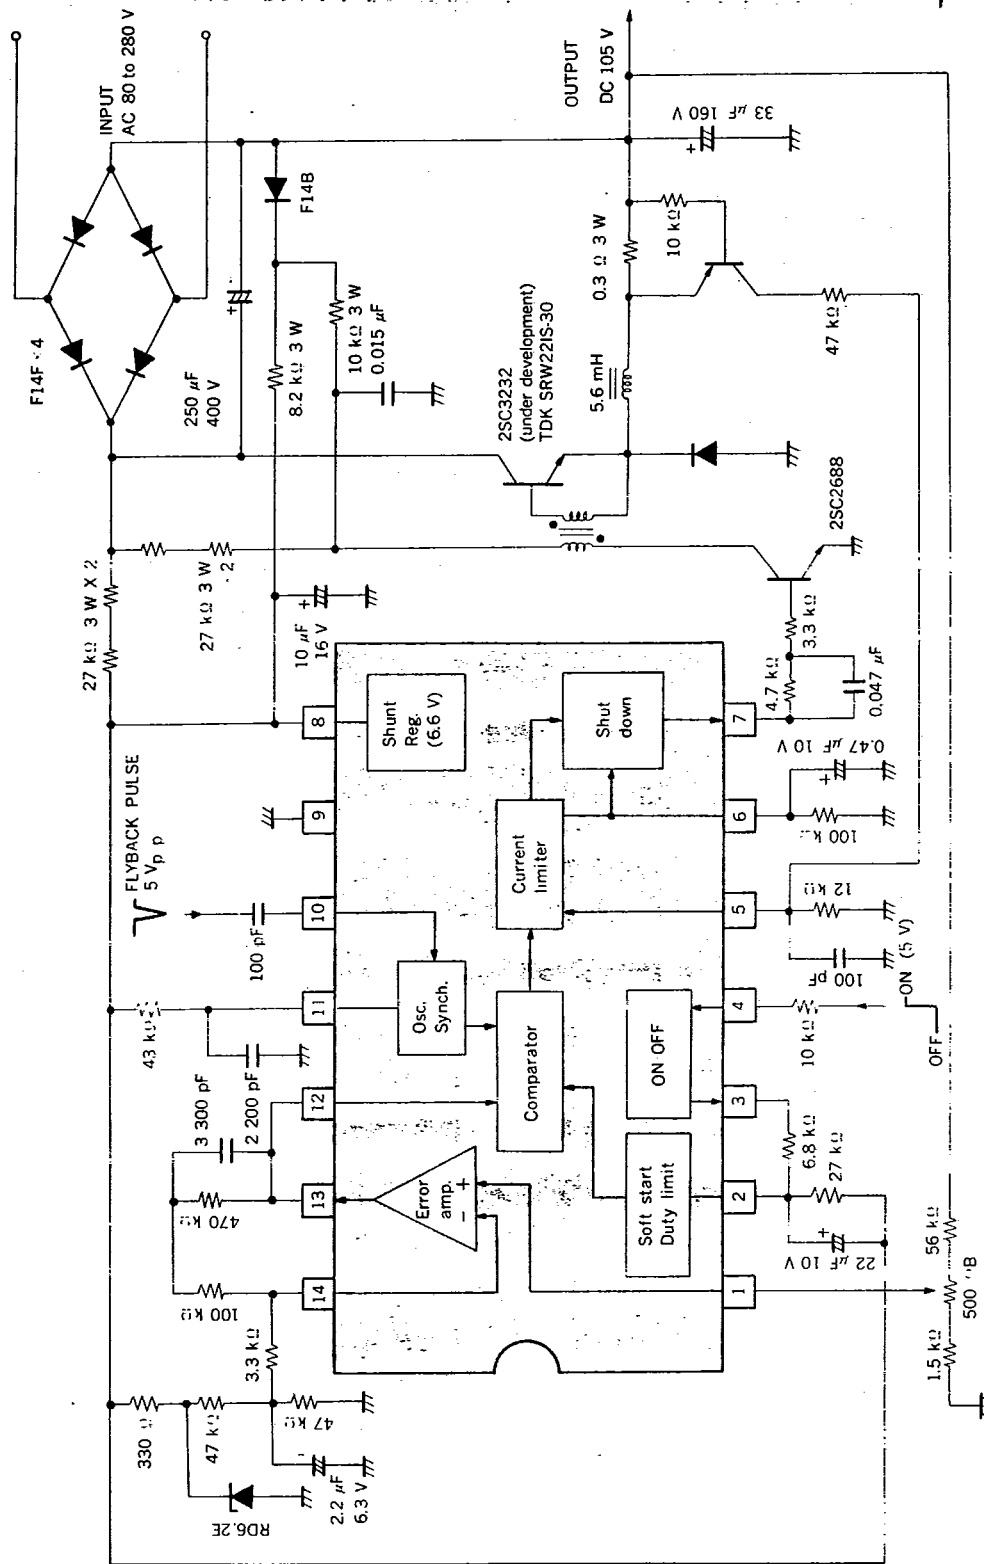 INPUT
AC 80 to 280 V
F14F × 4
250 µF
400 V
F14B
8.2 kΩ 3 W
10 kΩ 3 W
0.015 µF
OUTPUT
DC 105 V
33 µF 160 V
0.3 Ω 3 W
10 kΩ
47 kΩ
5.6 mH
2SC3232
(under development)
TDK SRW22IS-30
2SC2688
27 kΩ 3 W X 2
27 kΩ 3 W
2
10 µF
16 V
3.3 kΩ
4.7 kΩ
0.047 µF
0.47 µF 10 V
100 kΩ
12 kΩ
100 pF
ON (5 V)
OFF
10 kΩ
FLYBACK PULSE
5 Vp p
100 pF
43 kΩ
2 200 pF
3 300 pF
470 kΩ
100 kΩ
3.3 kΩ
330 Ω
47 kΩ
47 kΩ
2.2 µF
6.3 V
RD6.2E
8
9
10
11
12
13
14
Shunt
Reg.
(6.6 V)
Shut
down
Current
limiter
Osc.
Synch.
Comparator
ON OFF
Error
amp.
+
−
Soft start
Duty limit
7
6
5
4
3
2
1
6.8 kΩ
27 kΩ
22 µF 10 V
56 kΩ
500
B
1.5 kΩ